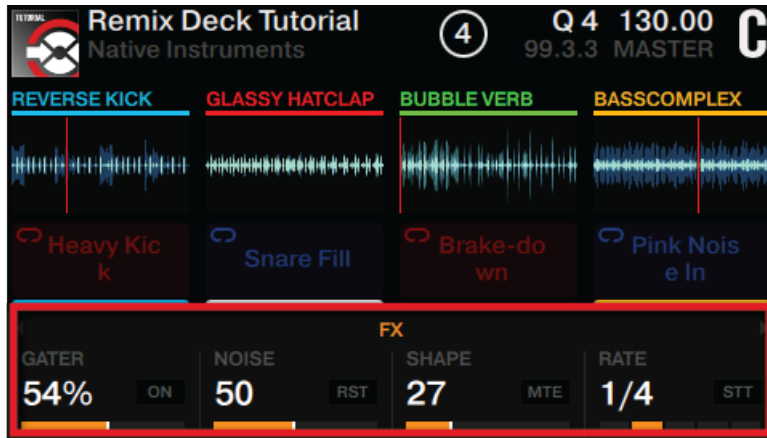 TUTORIAL
Remix Deck Tutorial
Native Instruments
4
Q 4 130.00
99.3.3 MASTER
C
REVERSE KICK
GLASSY HATCLAP
BUBBLE VERB
BASSCOMPLEX
Heavy Kic
k
Snare Fill
Brake-do
wn
Pink Nois
e In
FX
GATER
54% ON
NOISE
50 RST
SHAPE
27 MTE
RATE
1/4 STT